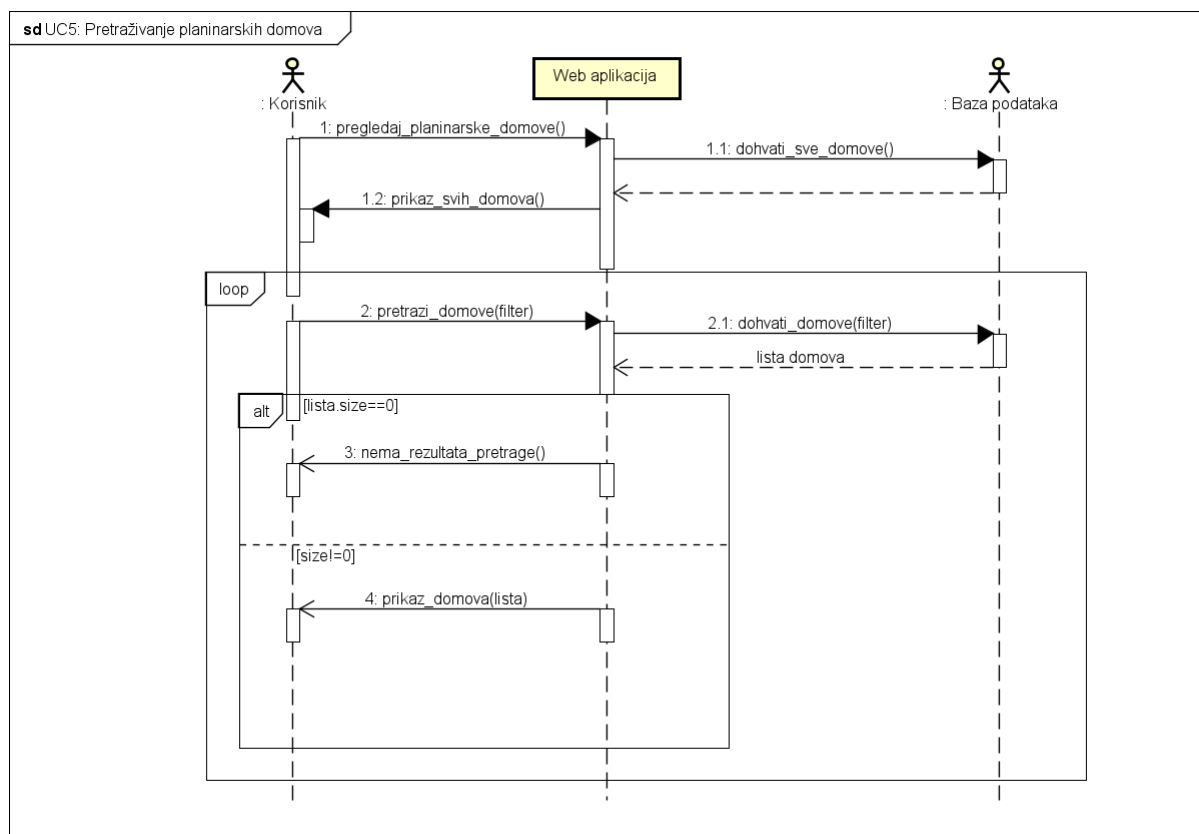 sd UC5: Pretraživanje planinarskih domova
: Korisnik
Web aplikacija
: Baza podataka
1: pregledaj_planinarske_domove()
1.1: dohvati_sve_domove()
1.2: prikaz_svih_domova()
loop
2: pretrazi_domove(filter)
2.1: dohvati_domove(filter)
lista domova
alt
[lista.size==0]
3: nema_rezultata_pretrage()
[size!=0]
4: prikaz_domova(lista)